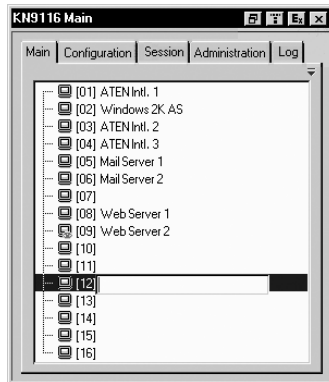 KN9116 Main
Main Configuration Session Administration Log
[01] ATEN Intl. 1
[02] Windows 2K AS
[03] ATEN Intl. 2
[04] ATEN Intl. 3
[05] Mail Server 1
[06] Mail Server 2
[07]
[08] Web Server 1
[09] Web Server 2
[10]
[11]
[12]
[13]
[14]
[15]
[16]